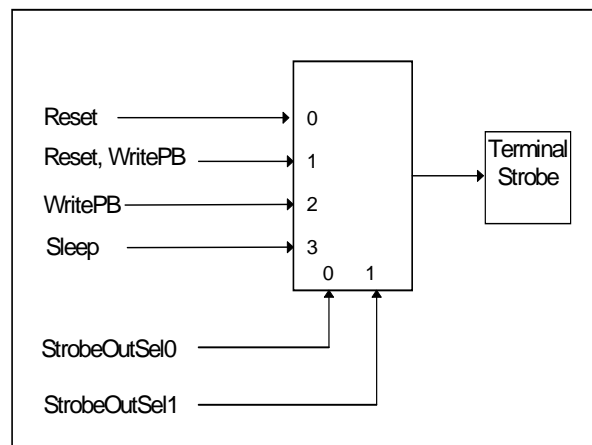 Reset
0
Reset, WritePB
1
Terminal
Strobe
WritePB
2
Sleep
3
0 1
StrobeOutSel0
StrobeOutSel1